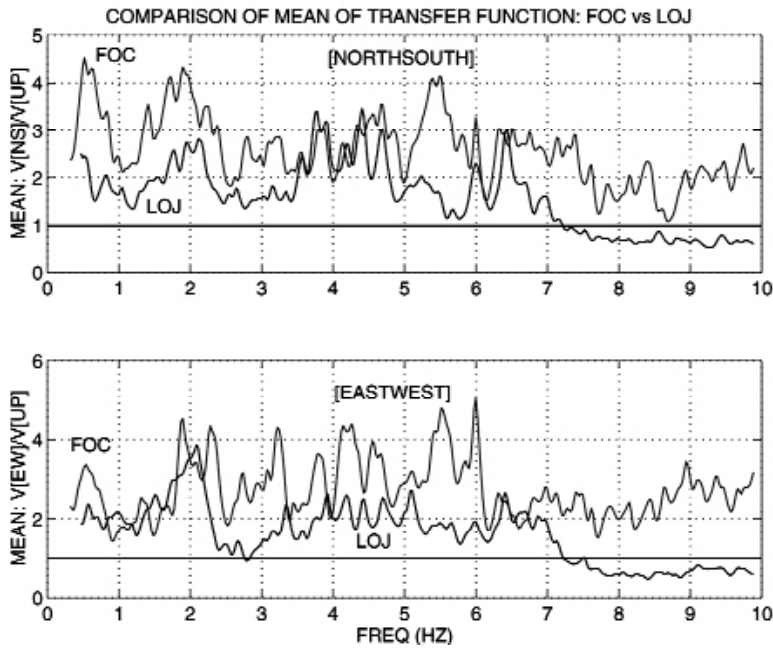 COMPARISON OF MEAN OF TRANSFER FUNCTION: FOC vs LOJ
MEAN: V[NS]/V[UP]
5
4
3
2
1
0
FOC
[NORTHSOUTH]
LOJ
0 1 2 3 4 5 6 7 8 9 10
MEAN: V[EW]/V[UP]
6
4
2
0
[EASTWEST]
FOC
LOJ
0 1 2 3 4 5 6 7 8 9 10
FREQ (HZ)